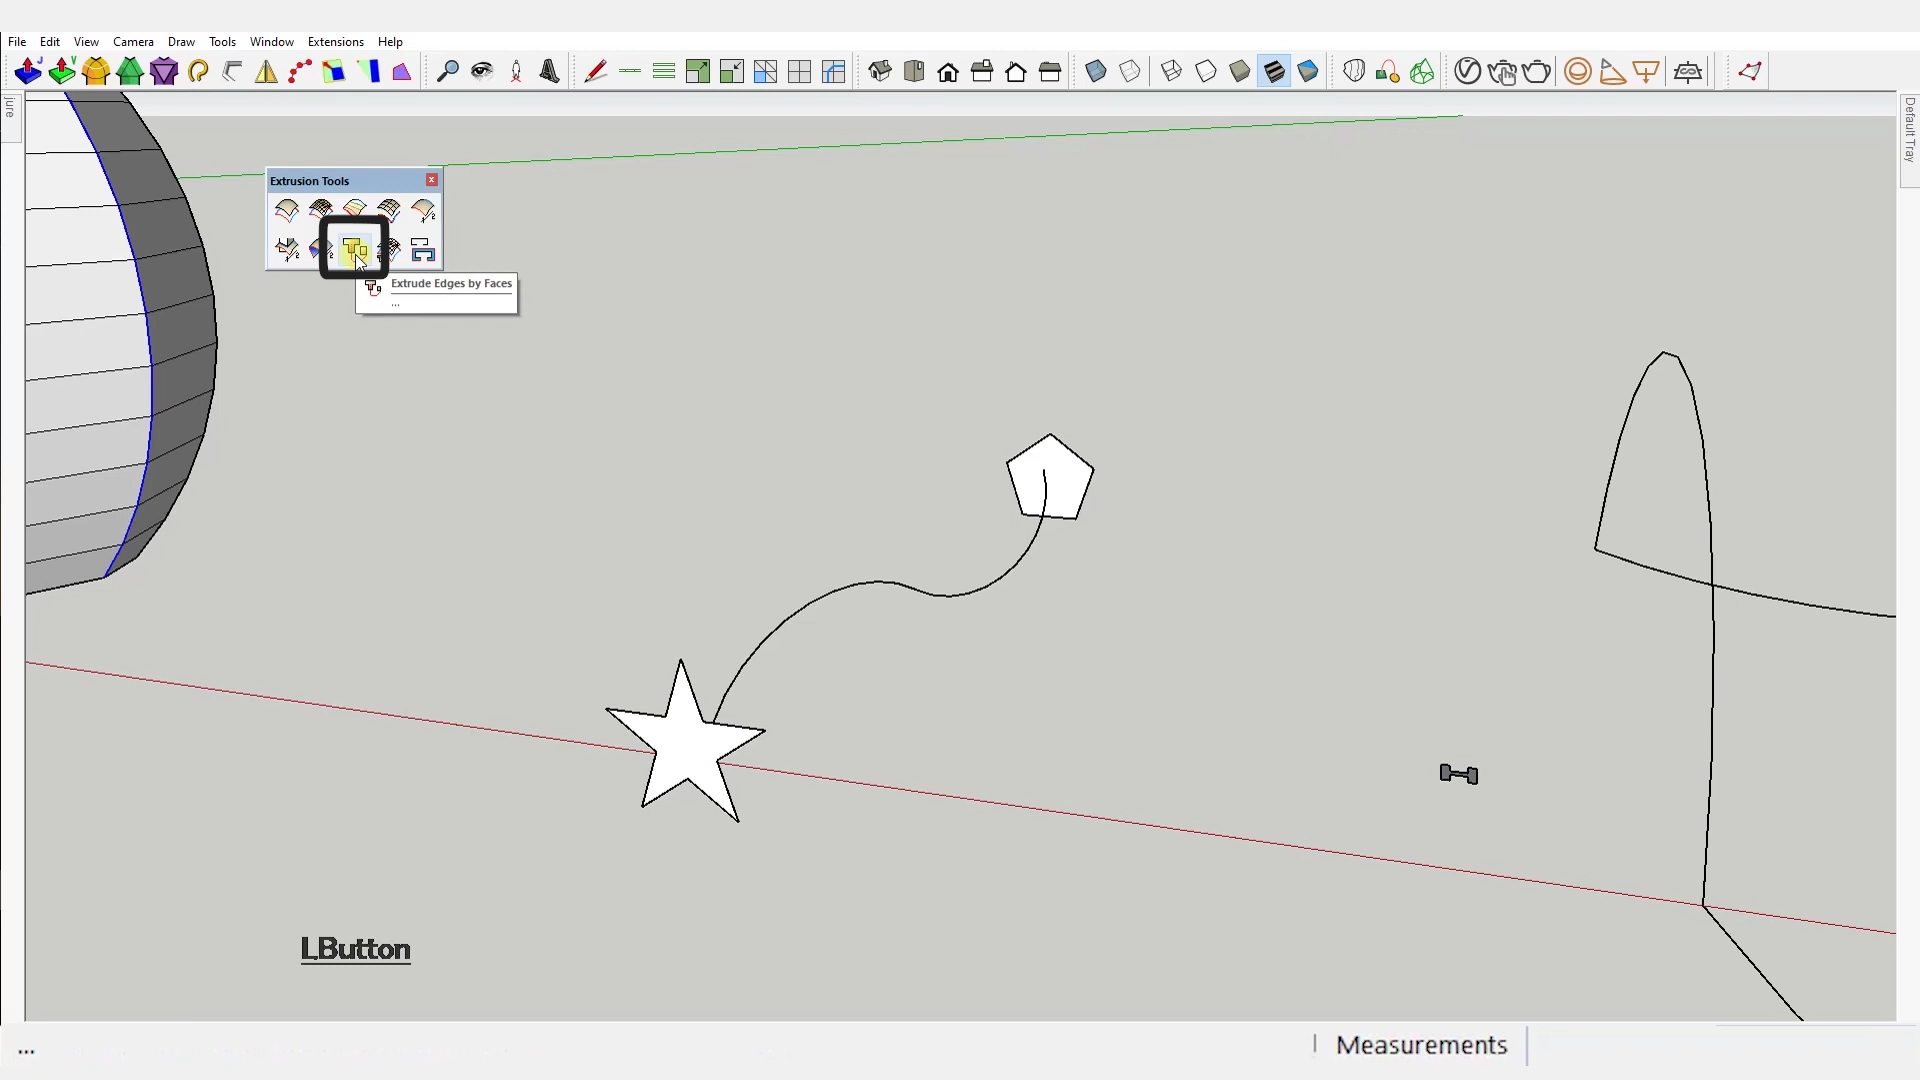 File Edit View Camera Draw Tools Window Extensions Help
Default Tray
Extrusion Tools
Extrude Edges by Faces
...
LButton
...
Measurements